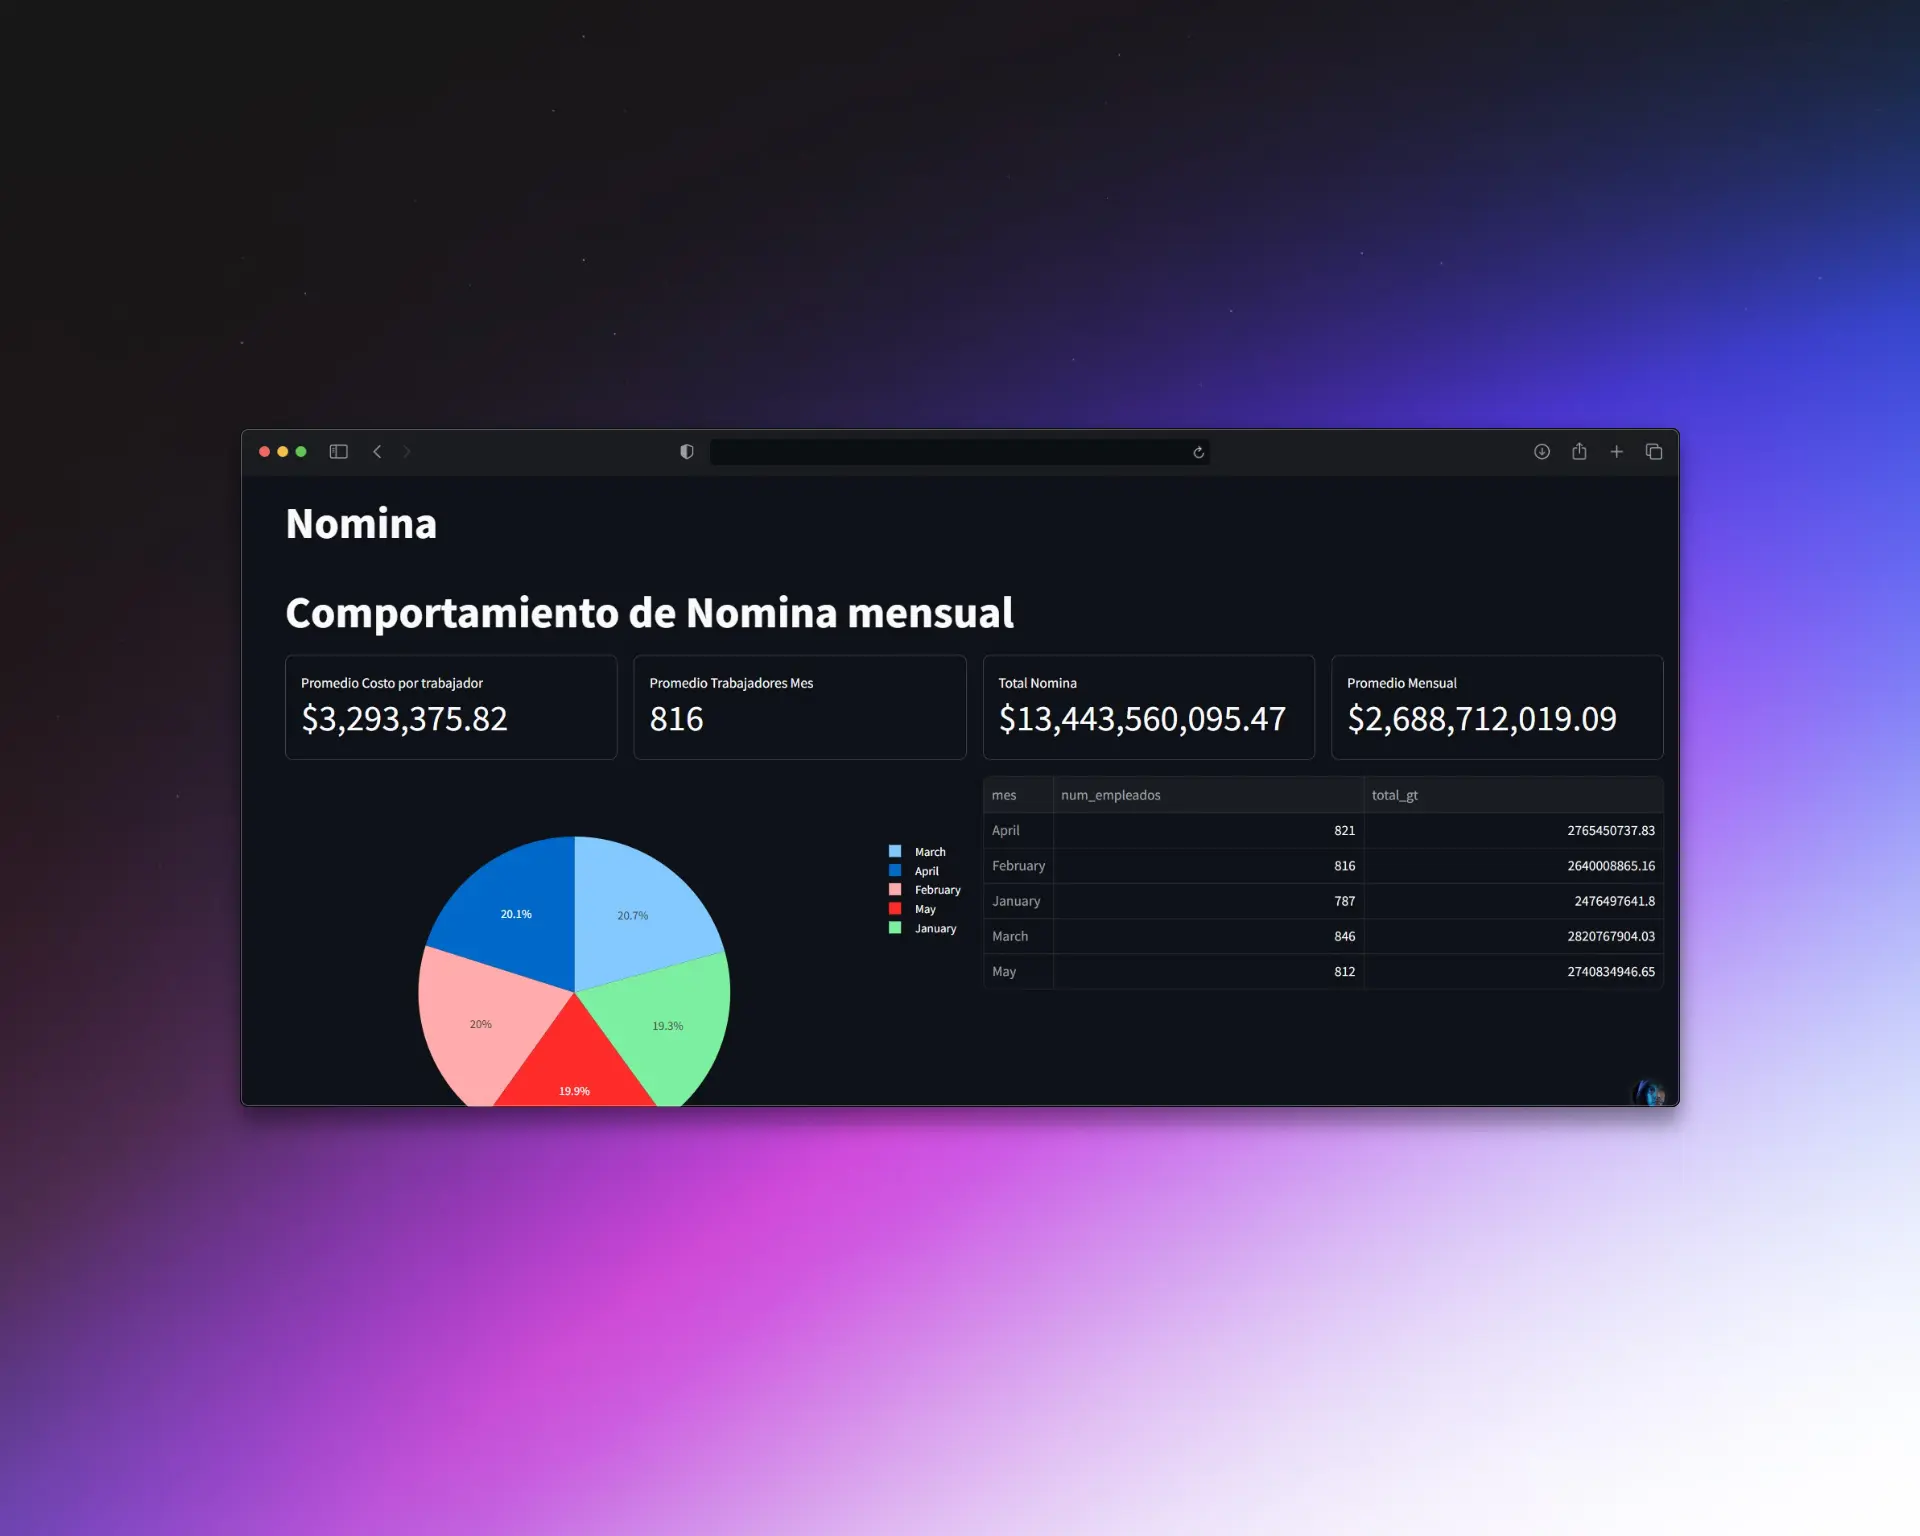 Nomina
Comportamiento de Nomina mensual
Promedio Costo por trabajador
$3,293,375.82
Promedio Trabajadores Mes
816
Total Nomina
$13,443,560,095.47
Promedio Mensual
$2,688,712,019.09
20.1%
20.7%
20%
19.3%
19.9%
March
April
February
May
January
mes num_empleados total_gt
April 821 2765450737.83
February 816 2640008865.16
January 787 2476497641.8
March 846 2820767904.03
May 812 2740834946.65